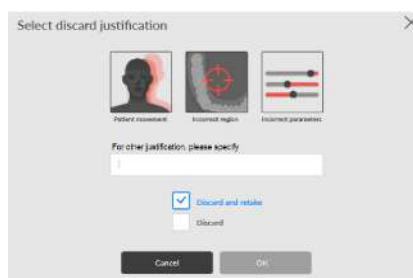 Select discard justification
Patient movement
Incorrect region
Incorrect parameters
For other justification, please specify
Discard and retake
Discard
Cancel
OK